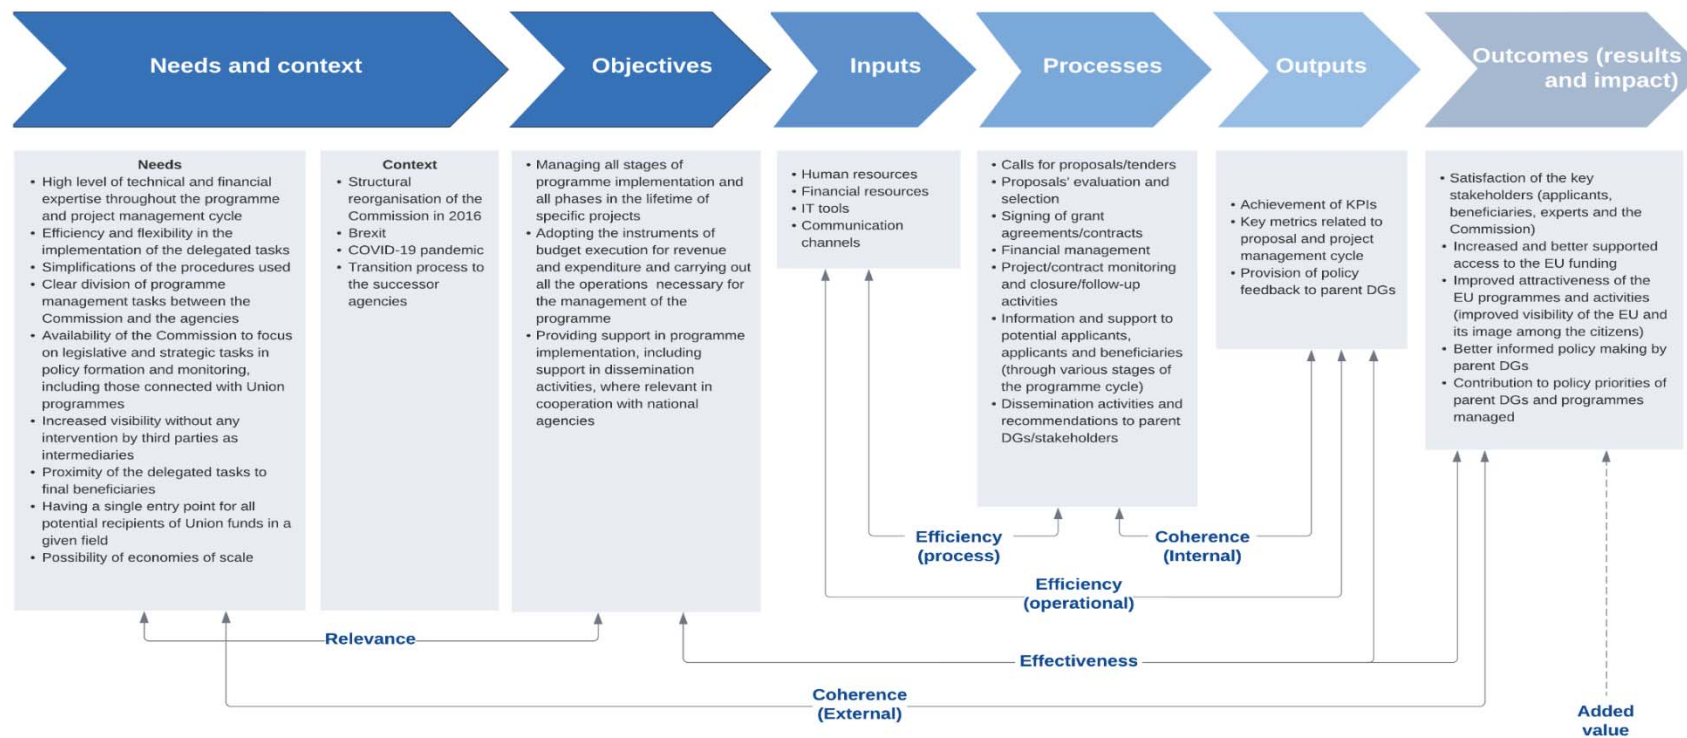 Needs and context
Objectives
Inputs
Processes
Outputs
Outcomes (results
and impact)
Needs
• High level of technical and financial
expertise throughout the programme
and project management cycle
• Efficiency and flexibility in the
implementation of the delegated tasks
• Simplifications of the procedures used
• Clear division of programme
management tasks between the
Commission and the agencies
• Availability of the Commission to focus
on legislative and strategic tasks in
policy formation and monitoring,
including those connected with Union
programmes
• Increased visibility without any
intervention by third parties as
intermediaries
• Proximity of the delegated tasks to
final beneficiaries
• Having a single entry point for all
potential recipients of Union funds in a
given field
• Possibility of economies of scale
Context
• Structural
reorganisation of the
Commission in 2016
• Brexit
• COVID-19 pandemic
• Transition process to
the successor
agencies
• Managing all stages of
programme implementation and
all phases in the lifetime of
specific projects
• Adopting the instruments of
budget execution for revenue
and expenditure and carrying out
all the operations necessary for
the management of the
programme
• Providing support in programme
implementation, including
support in dissemination
activities, where relevant in
cooperation with national
agencies
• Human resources
• Financial resources
• IT tools
• Communication
channels
• Calls for proposals/tenders
• Proposals' evaluation and
selection
• Signing of grant
agreements/contracts
• Financial management
• Project/contract monitoring
and closure/follow-up
activities
• Information and support to
potential applicants,
applicants and beneficiaries
(through various stages of
the programme cycle)
• Dissemination activities and
recommendations to parent
DGs/stakeholders
• Achievement of KPIs
• Key metrics related to
proposal and project
management cycle
• Provision of policy
feedback to parent DGs
• Satisfaction of the key
stakeholders (applicants,
beneficiaries, experts and the
Commission)
• Increased and better supported
access to the EU funding
• Improved attractiveness of the
EU programmes and activities
(improved visibility of the EU and
its image among the citizens)
• Better informed policy making by
parent DGs
• Contribution to policy priorities of
parent DGs and programmes
managed
Efficiency
(process)
Coherence
(Internal)
Efficiency
(operational)
Relevance
Effectiveness
Coherence
(External)
Added
value